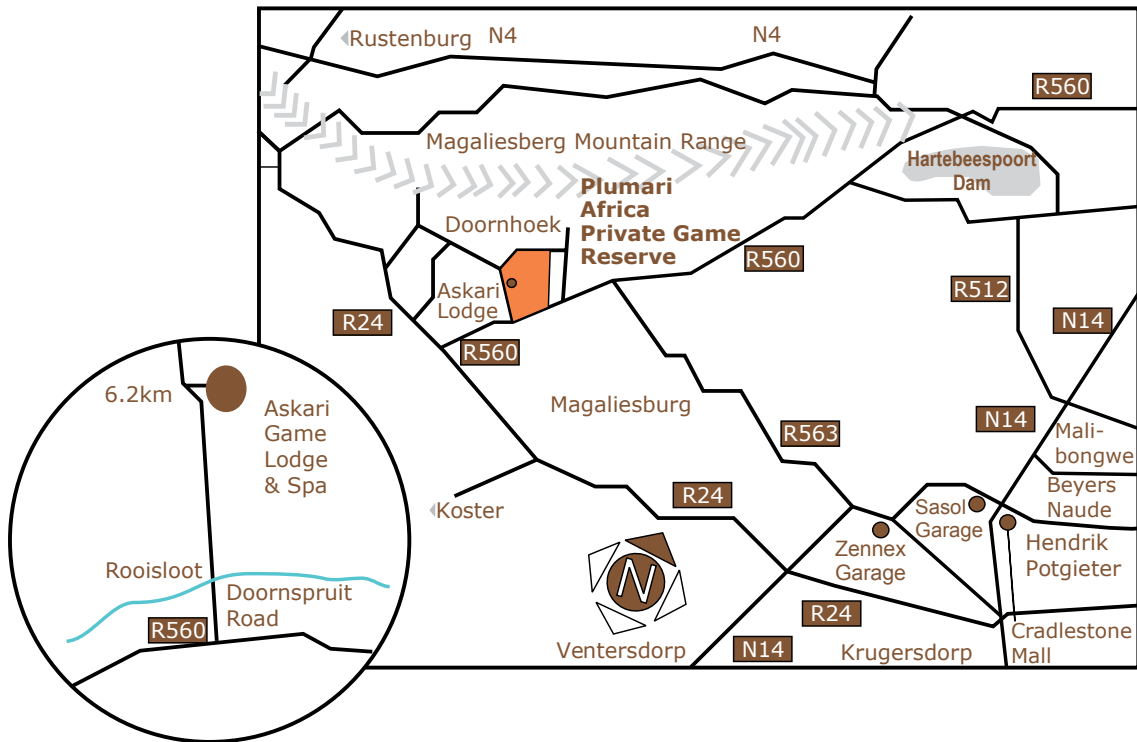 Rustenburg
N4
N4
R560
Magaliesberg Mountain Range
Hartebeespoort
Dam
Plumari
Africa
Private Game
Reserve
Doornhoek
R560
Askari
Lodge
R512
R24
N14
R560
6.2km
Askari
Game
Lodge
& Spa
Magaliesburg
R563
N14
Mali-
bongwe
Koster
R24
Sasol
Garage
Beyers
Naude
Zennex
Garage
Hendrik
Potgieter
Rooisloot
N
Doornspruit
Road
R560
R24
Ventersdorp
N14
Krugersdorp
Cradlestone
Mall